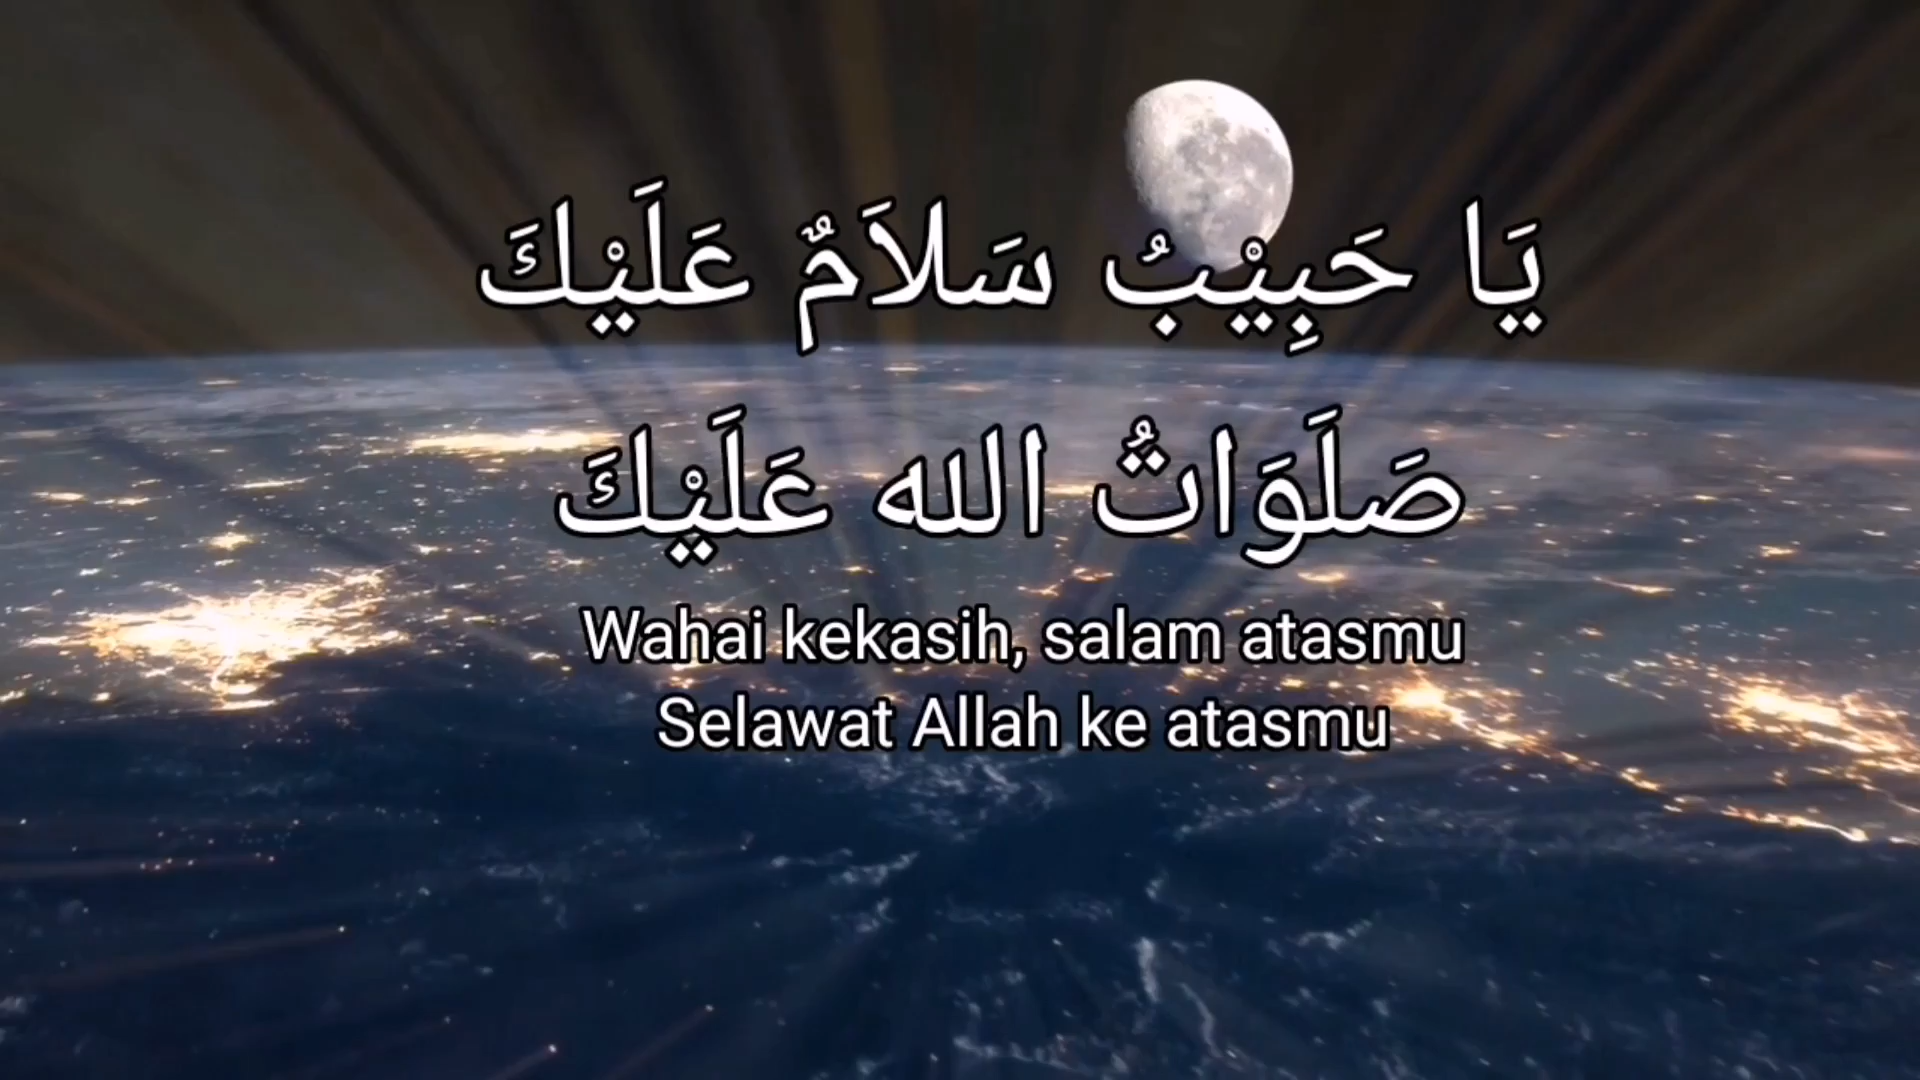 يَا حَبِيْبُ سَلاَمٌ عَلَيْكَ
صَلَوَاتُ الله عَلَيْكَ
Wahai kekasih, salam atasmu
Selawat Allah ke atasmu